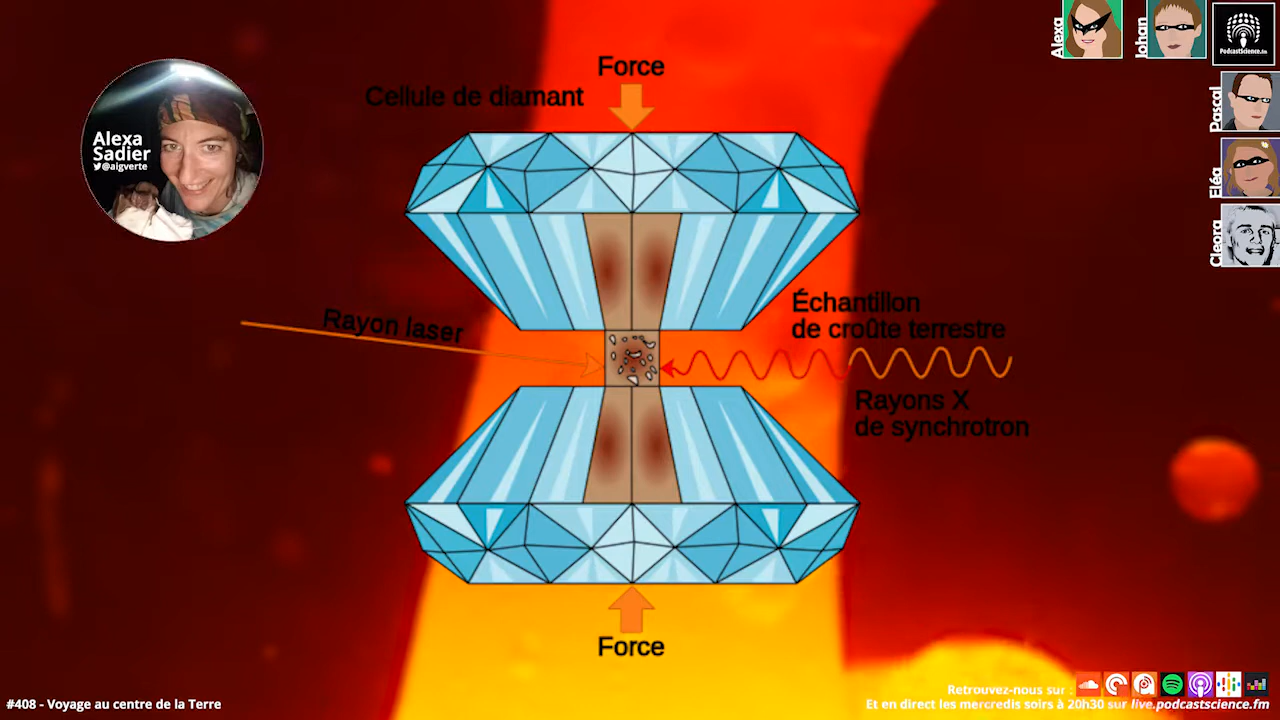 Alexa
Johan
PodcastScience.fm
Force
Cellule de diamant
Alexa
Sadier
@aigverte
Pascal
Eléa
Cleora
Rayon laser
Échantillon
de croûte terrestre
Rayons X
de synchrotron
Force
#408 - Voyage au centre de la Terre
Retrouvez-nous sur :
Et en direct les mercredis soirs à 20h30 sur live.podcastscience.fm